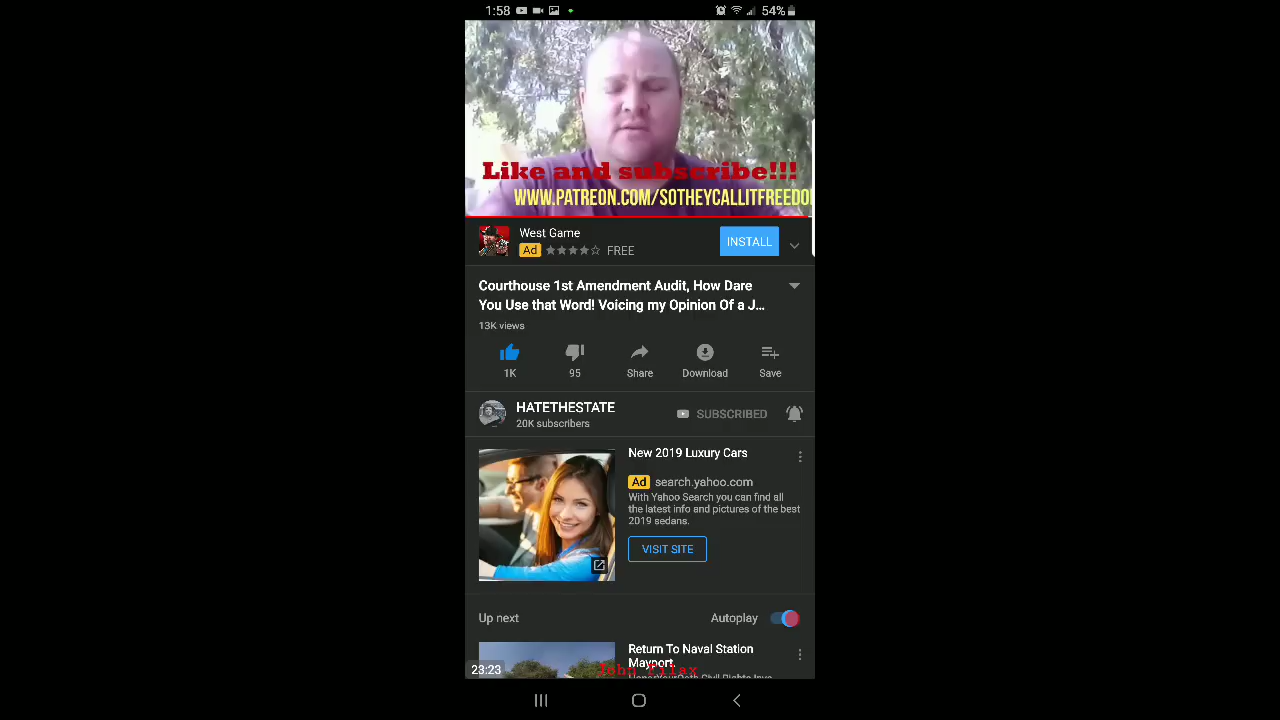 1:58
54%
Like and subscribe!!!
WWW.PATREON.COM/SOTHEYCALLITFREEDO
West Game
Ad
FREE
INSTALL
Courthouse 1st Amendment Audit, How Dare
You Use that Word! Voicing my Opinion Of a J...
13K views
1K
95
Share
Download
Save
HATETHESTATE
20K subscribers
SUBSCRIBED
New 2019 Luxury Cars
Ad search.yahoo.com
With Yahoo Search you can find all
the latest info and pictures of the best
2019 sedans.
VISIT SITE
Up next
Autoplay
Return To Naval Station
Mayport.
23:23
John Filax